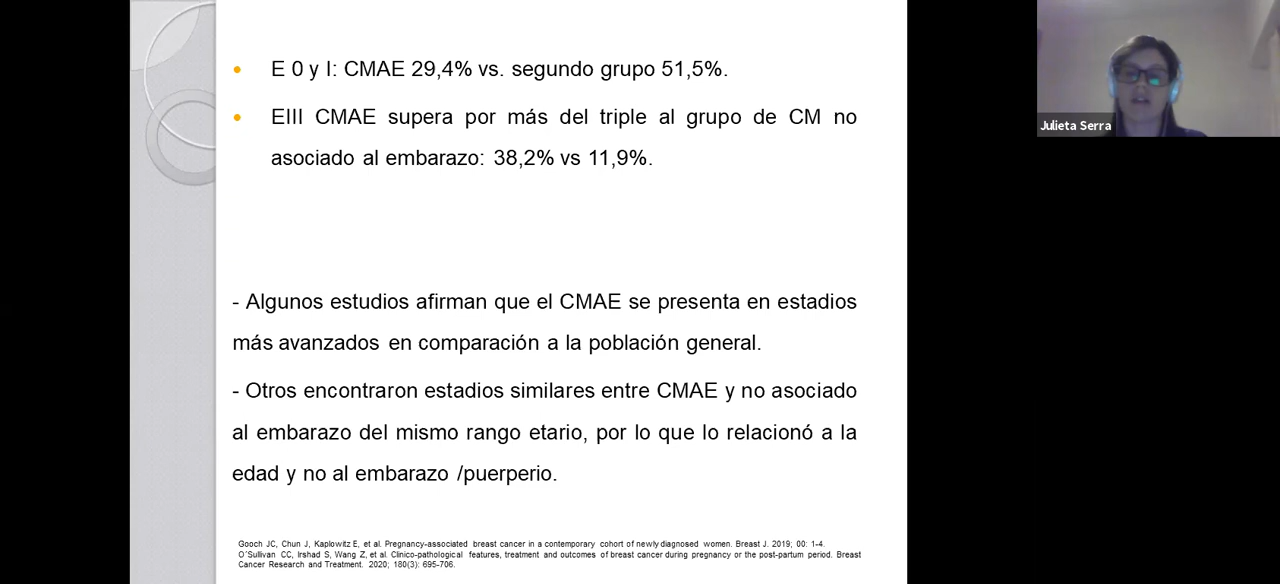 E 0 y I: CMAE 29,4% vs. segundo grupo 51,5%.
EIII CMAE supera por más del triple al grupo de CM no
asociado al embarazo: 38,2% vs 11,9%.
- Algunos estudios afirman que el CMAE se presenta en estadios
más avanzados en comparación a la población general.
- Otros encontraron estadios similares entre CMAE y no asociado
al embarazo del mismo rango etario, por lo que lo relacionó a la
edad y no al embarazo /puerperio.
Gooch JC, Chun J, Kaplowitz E, et al. Pregnancy-associated breast cancer in a contemporary cohort of newly diagnosed women. Breast J. 2019; 00: 1-4.
O´Sullivan CC, Irshad S, Wang Z, et al. Clinico-pathological features, treatment and outcomes of breast cancer during pregnancy or the post-partum period. Breast
Cancer Research and Treatment. 2020; 180(3): 695-706.
Julieta Serra